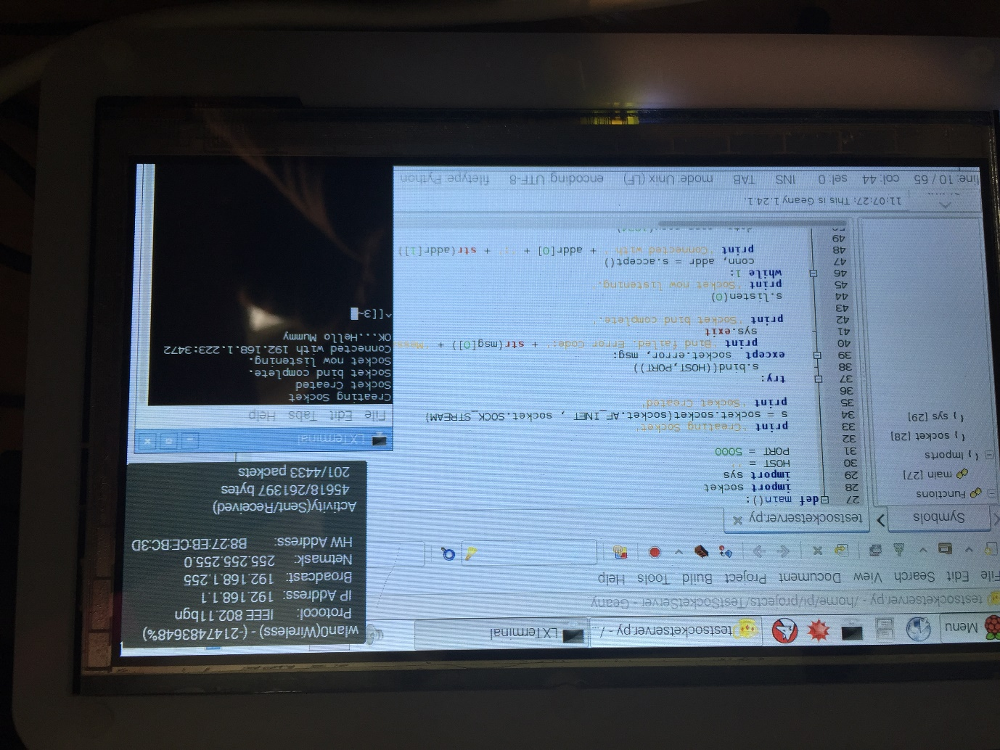 Menu
testsocketserver.py - /...
LXTerminal
testsocketserver.py - /home/pi/projects/TestSocketServer - Geany
File Edit Search View Document Project Build Tools Help
Symbols
Functions
main [27]
Imports
socket [28]
sys [29]
testsocketserver.py
27 def main():
28 import socket
29 import sys
30 HOST = ''
31 PORT = 5000
32
33 print 'Creating Socket'
34 s = socket.socket(socket.AF_INET , socket.SOCK_STREAM)
35 print 'Socket Created'
36
37 try:
38 s.bind((HOST,PORT))
39 except socket.error, msg:
40 print 'Bind failed. Error Code:' + str(msg[0]) + 'Mess
41 sys.exit
42 print 'Socket bind complete.'
43
44 s.listen(0)
45 print 'Socket now listening.'
46 while 1:
47 conn, addr = s.accept()
48 print 'Connected with ' + addr[0] + ':' + str(addr[1])
49
11:07:27: This is Geany 1.24.1.
line: 10 / 65 col: 44 sel: 0 INS TAB mode: Unix (LF) encoding: UTF-8 filetype: Python
wlan0(Wireless) - (-2147483648%)
Protocol: IEEE 802.11bgn
IP Address: 192.168.1.1
Broadcast: 192.168.1.255
Netmask: 255.255.255.0
HW Address: B8:27:EB:CE:BC:3D
Activity(Sent/Received)
45618/261397 bytes
201/4433 packets
LXTerminal
File Edit Tabs Help
Creating Socket
Socket Created
Socket bind complete.
Socket now listening.
Connected with 192.168.1.223:3472
OK...Hello Mummy
^[[3~